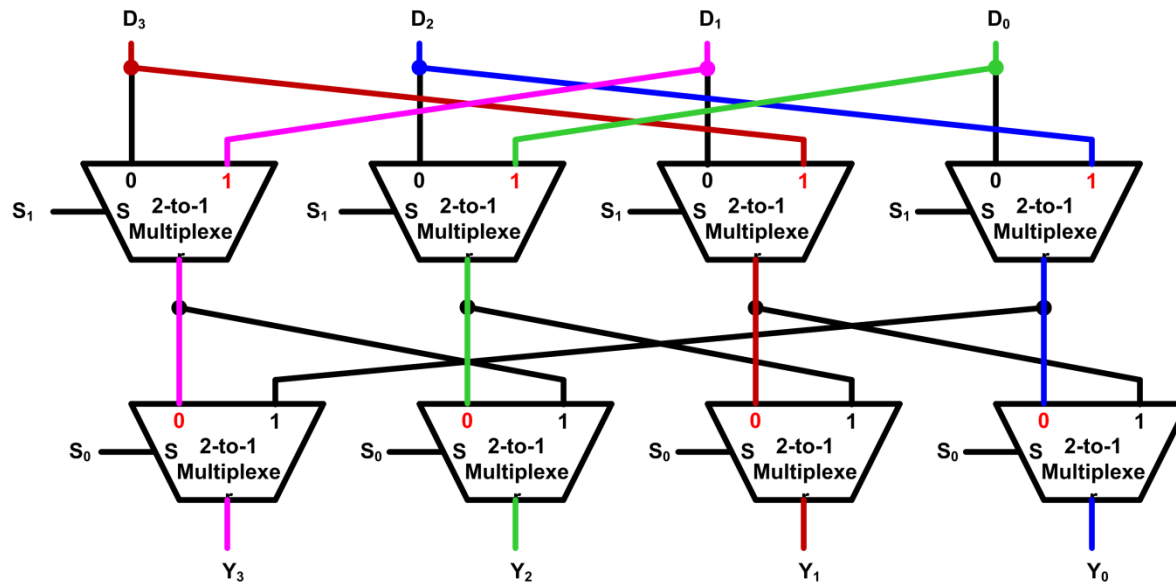 D₃ D₂ D₁ D₀
0 1 0 1 0 1 0 1
S₁ S 2-to-1 S₁ S 2-to-1 S₁ S 2-to-1 S₁ S 2-to-1
Multiplexe Multiplexe Multiplexe Multiplexe
r r r r
0 1 0 1 0 1 0 1
S₀ S 2-to-1 S₀ S 2-to-1 S₀ S 2-to-1 S₀ S 2-to-1
Multiplexe Multiplexe Multiplexe Multiplexe
r r r r
Y₃ Y₂ Y₁ Y₀